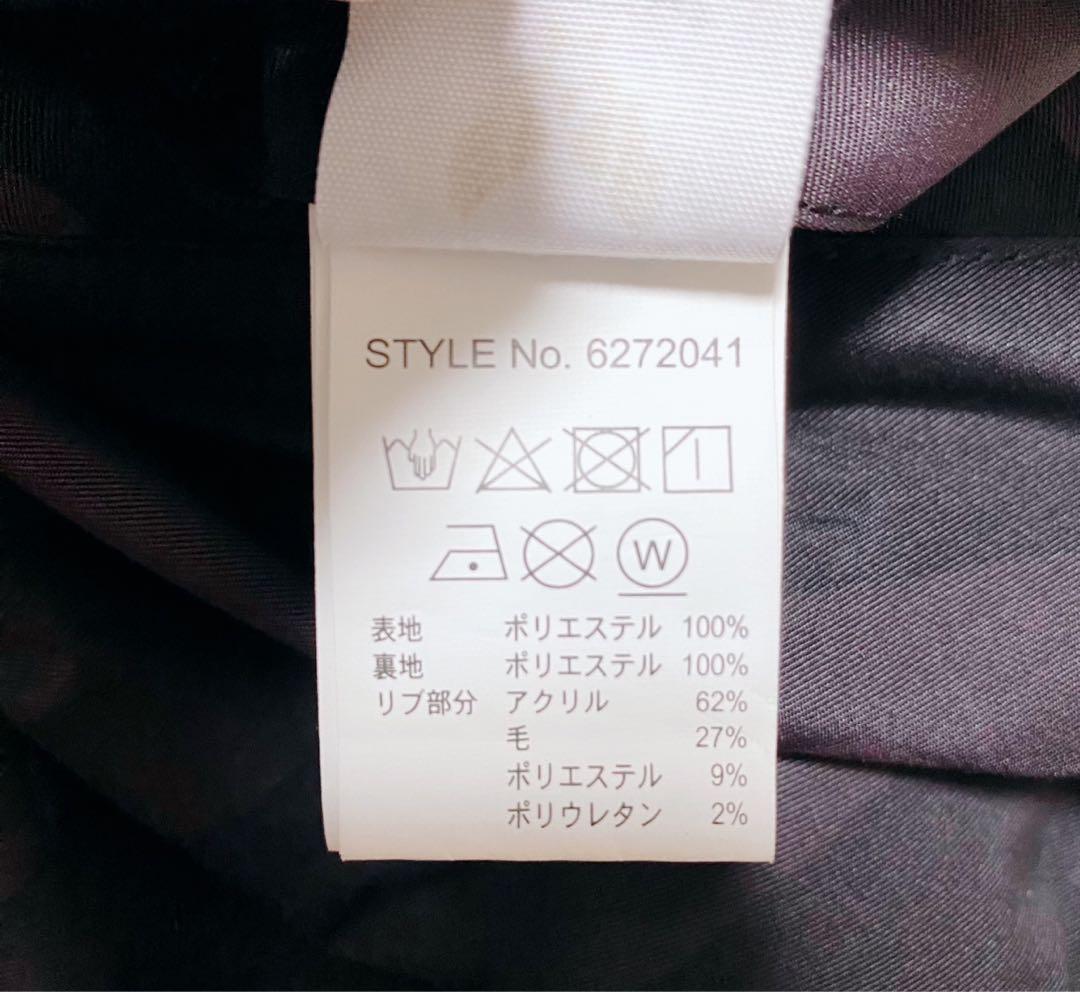 STYLE No. 6272041
W
表地 ポリエステル 100%
裏地 ポリエステル 100%
リブ部分 アクリル 62%
毛 27%
ポリエステル 9%
ポリウレタン 2%